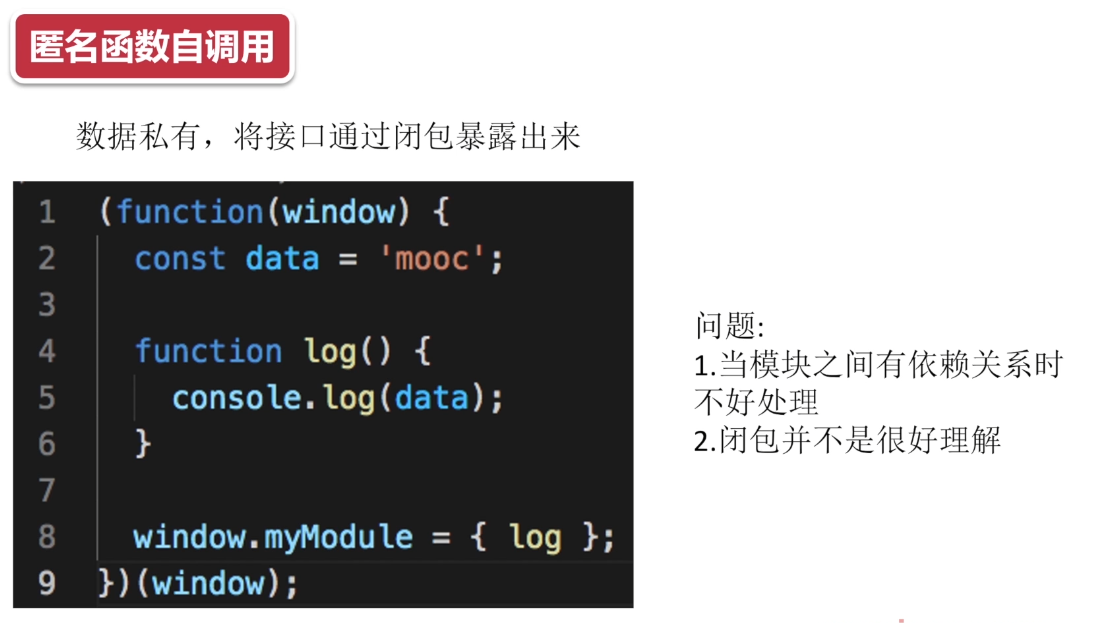 匿名函数自调用
数据私有，将接口通过闭包暴露出来
1 (function(window) {
2   const data = 'mooc';
3
4   function log() {
5     console.log(data);
6   }
7
8   window.myModule = { log };
9 })(window);
问题:
1.当模块之间有依赖关系时
不好处理
2.闭包并不是很好理解